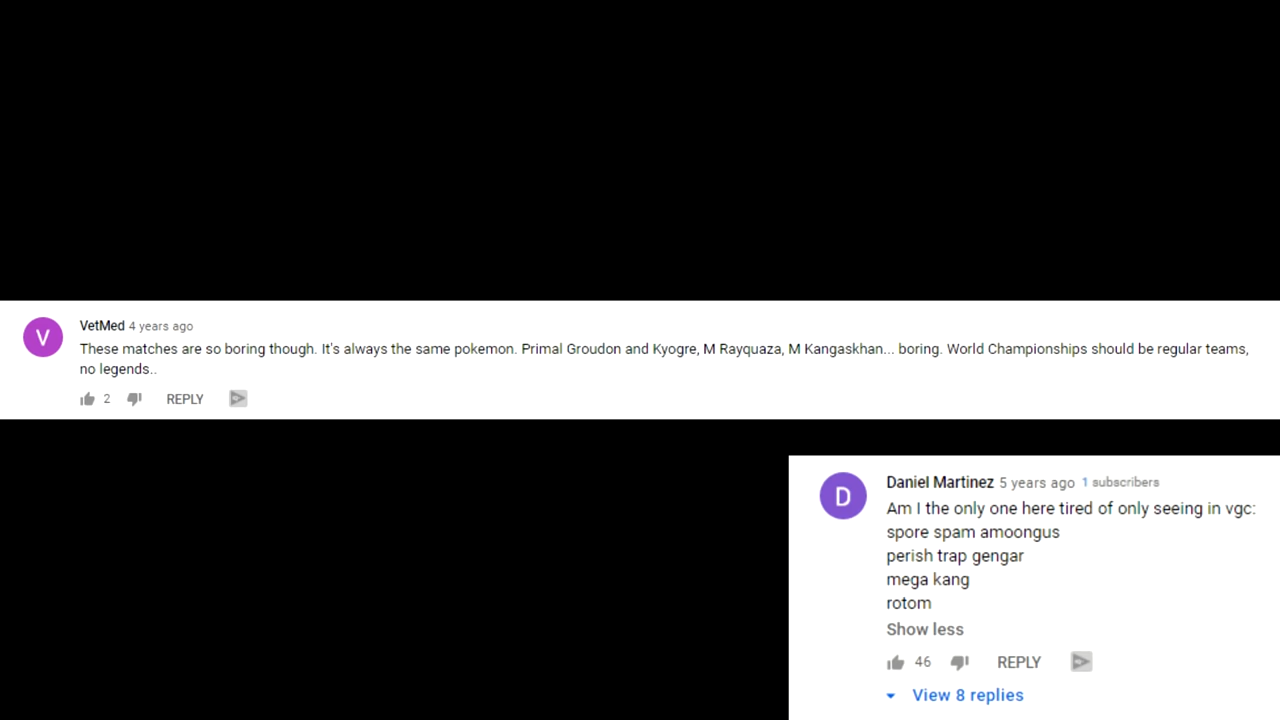 V
VetMed 4 years ago
These matches are so boring though. It's always the same pokemon. Primal Groudon and Kyogre, M Rayquaza, M Kangaskhan... boring. World Championships should be regular teams,
no legends..
2 REPLY
D
Daniel Martinez 5 years ago 1 subscribers
Am I the only one here tired of only seeing in vgc:
spore spam amoongus
perish trap gengar
mega kang
rotom
Show less
46 REPLY
View 8 replies